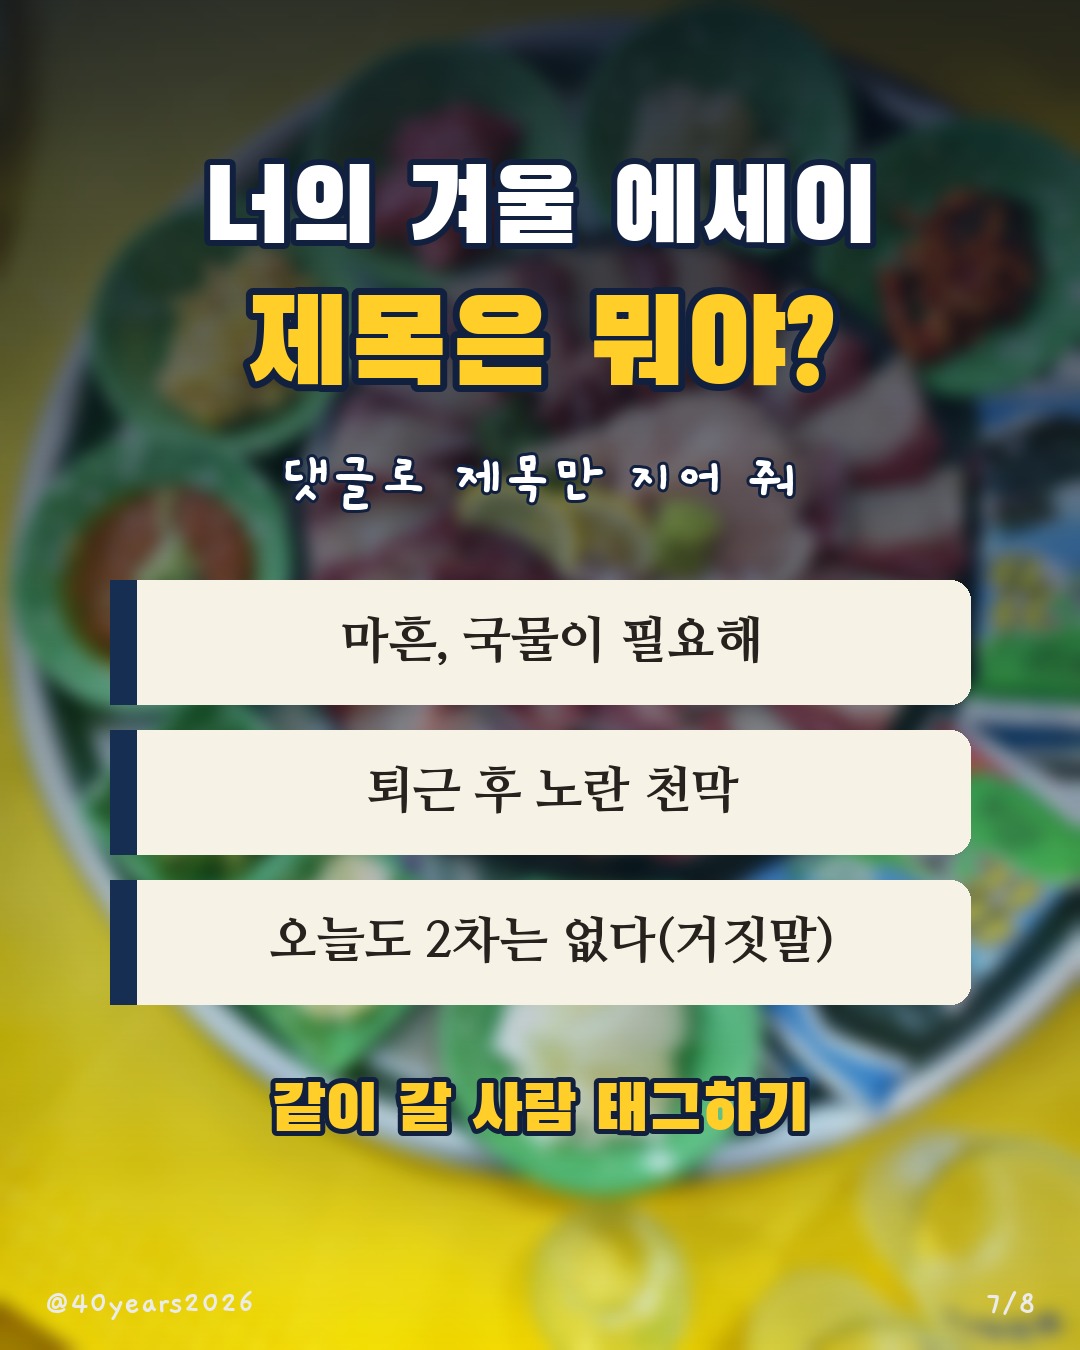 너의 겨울 에세이
제목은 뭐야?
댓글로 제목만 지어 줘
마흔, 국물이 필요해
퇴근 후 노란 천막
오늘도 2차는 없다(거짓말)
같이 갈 사람 태그하기
@40years2026
7/8